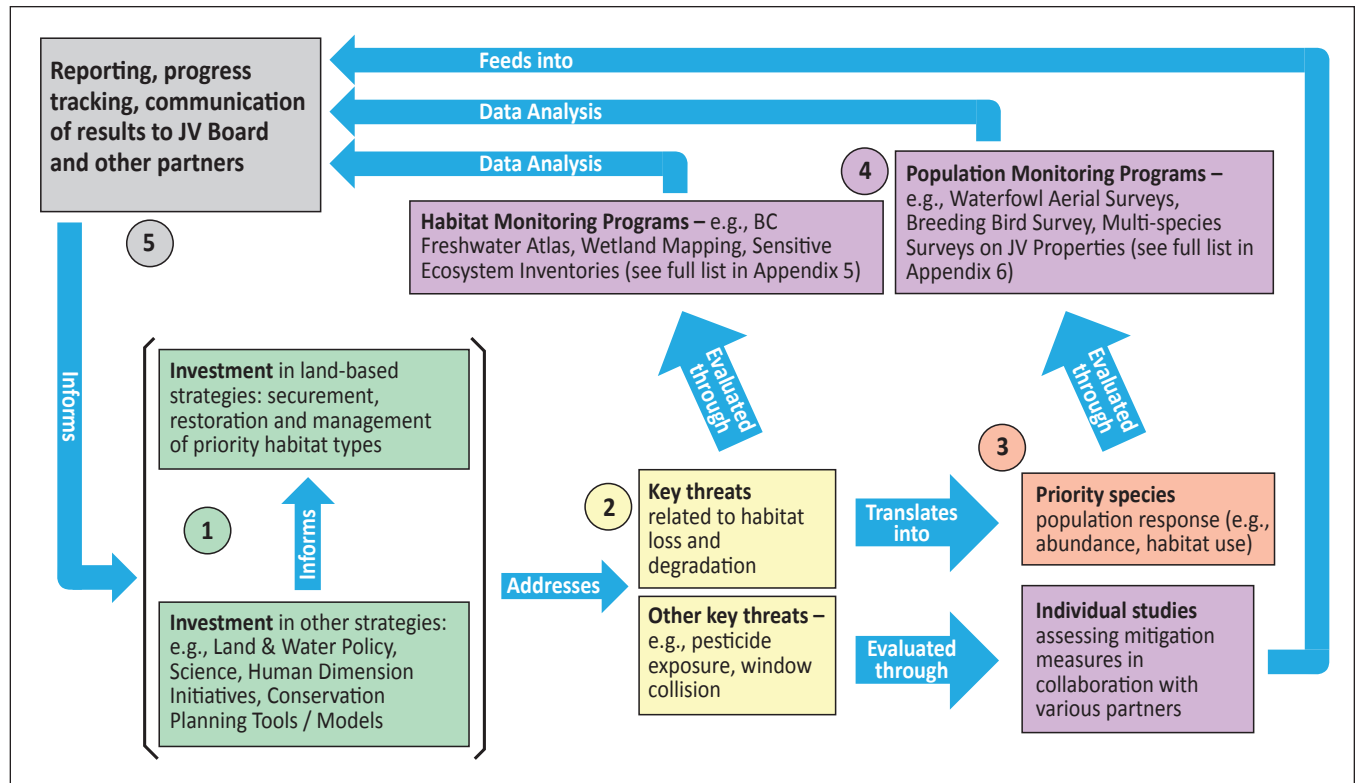 Reporting, progress
tracking, communication
of results to JV Board
and other partners
5
Feeds into
Data Analysis
Data Analysis
4
Population Monitoring Programs –
e.g., Waterfowl Aerial Surveys,
Breeding Bird Survey, Multi-species
Surveys on JV Properties (see full list in
Appendix 6)
Habitat Monitoring Programs – e.g., BC
Freshwater Atlas, Wetland Mapping, Sensitive
Ecosystem Inventories (see full list in Appendix 5)
Informs
Investment in land-based
strategies: securement,
restoration and management
of priority habitat types
1
Informs
Investment in other strategies:
e.g., Land & Water Policy,
Science, Human Dimension
Initiatives, Conservation
Planning Tools / Models
Addresses
Evaluated
through
Evaluated
through
2
Key threats
related to habitat
loss and
degradation
Translates
into
3
Priority species
population response (e.g.,
abundance, habitat use)
Other key threats –
e.g., pesticide
exposure, window
collision
Evaluated
through
Individual studies
assessing mitigation
measures in
collaboration with
various partners